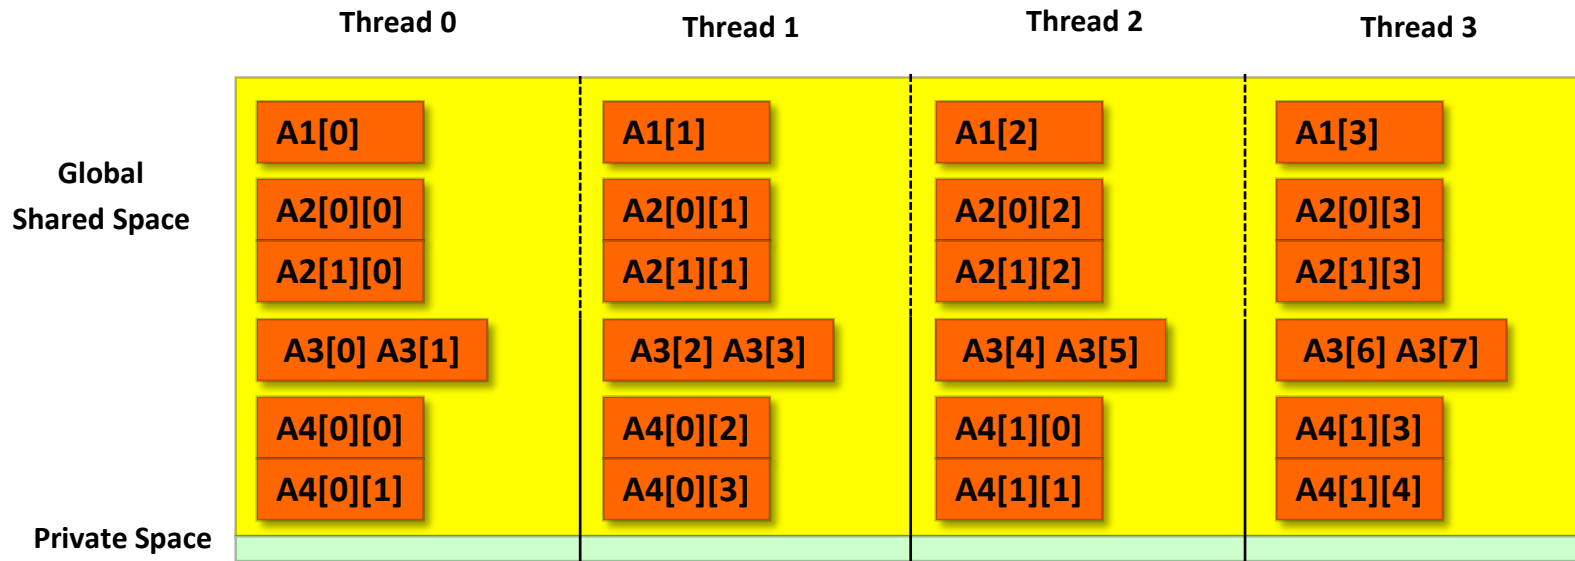 Thread 0 Thread 1 Thread 2 Thread 3
Global
Shared Space
A1[0] A1[1] A1[2] A1[3]
A2[0][0] A2[0][1] A2[0][2] A2[0][3]
A2[1][0] A2[1][1] A2[1][2] A2[1][3]
A3[0] A3[1] A3[2] A3[3] A3[4] A3[5] A3[6] A3[7]
A4[0][0] A4[0][2] A4[1][0] A4[1][3]
A4[0][1] A4[0][3] A4[1][1] A4[1][4]
Private Space